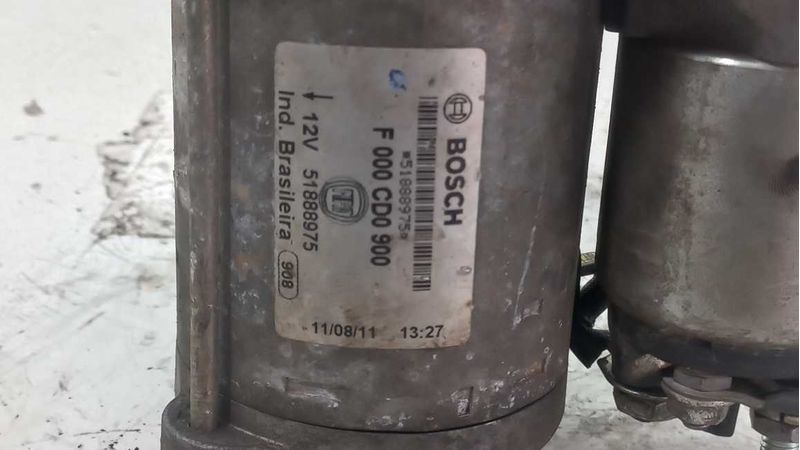 BOSCH
*51888975*
F 000 CD0 900
12V 51888975
Ind. Brasileira 908
11/08/11 13:27